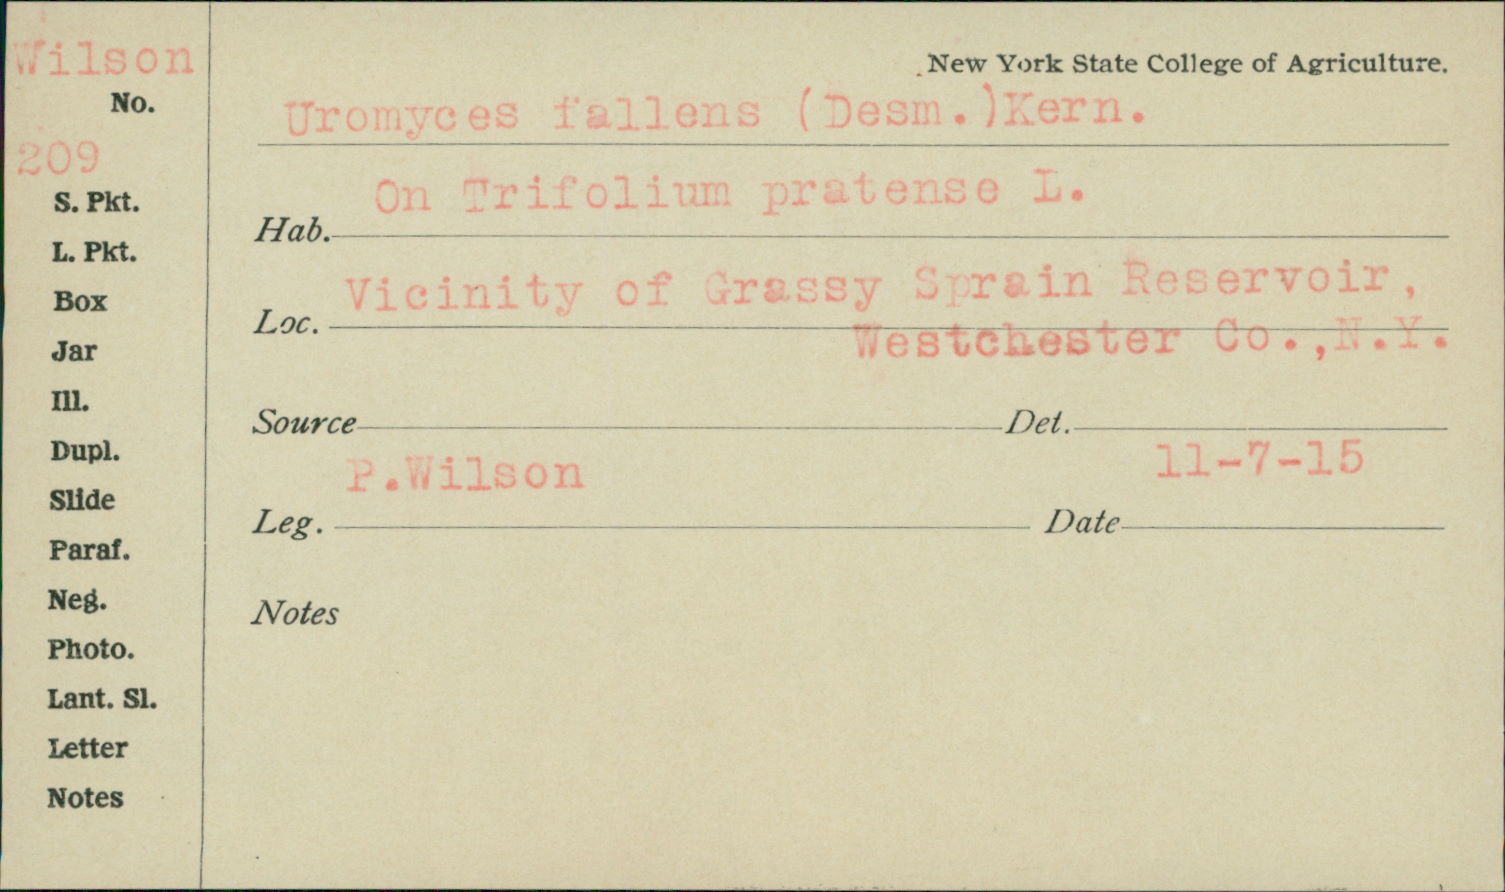 Wilson
No.
209
S. Pkt.
L. Pkt.
Box
Jar
Ill.
Dupl.
Slide
Paraf.
Neg.
Photo.
Lant. Sl.
Letter
Notes
New York State College of Agriculture.
Uromyces fallens (Desm.)Kern.
On Trifolium pratense L.
Hab.
Vicinity of Grassy Sprain Reservoir,
Loc.
Westchester Co.,N.Y.
Source Det.
P.Wilson 11-7-15
Leg. Date
Notes